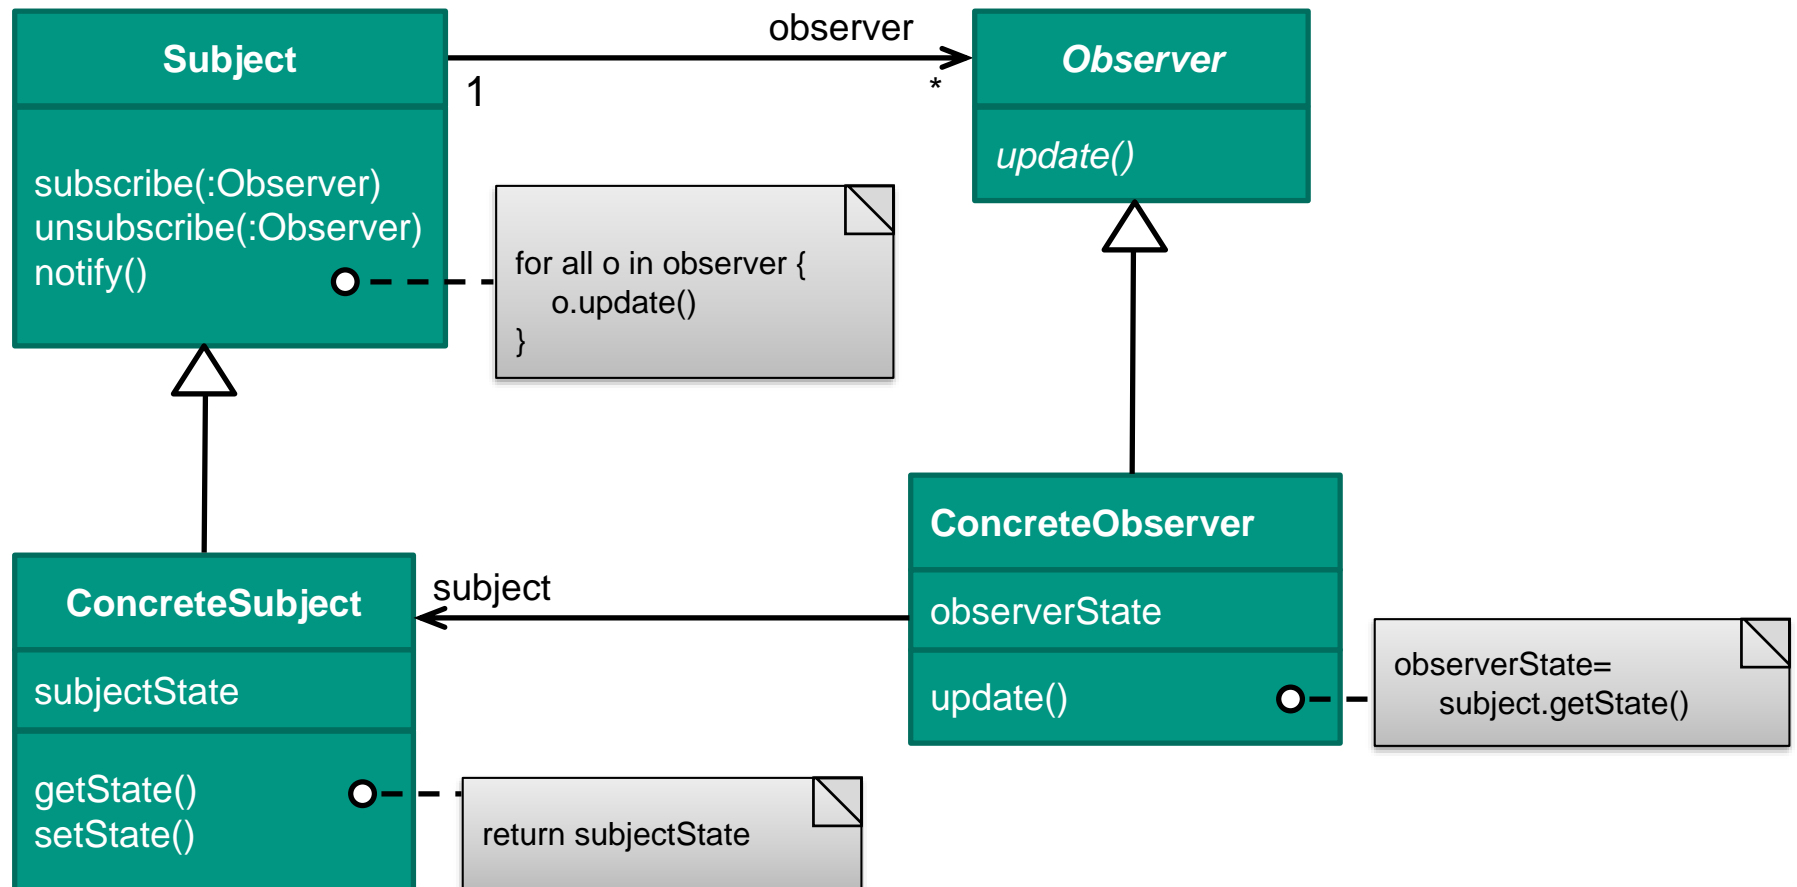 Subject
subscribe(:Observer)
unsubscribe(:Observer)
notify()
observer
1
*
Observer
update()
for all o in observer {
o.update()
}
ConcreteSubject
subjectState
getState()
setState()
subject
return subjectState
ConcreteObserver
observerState
update()
observerState=
subject.getState()